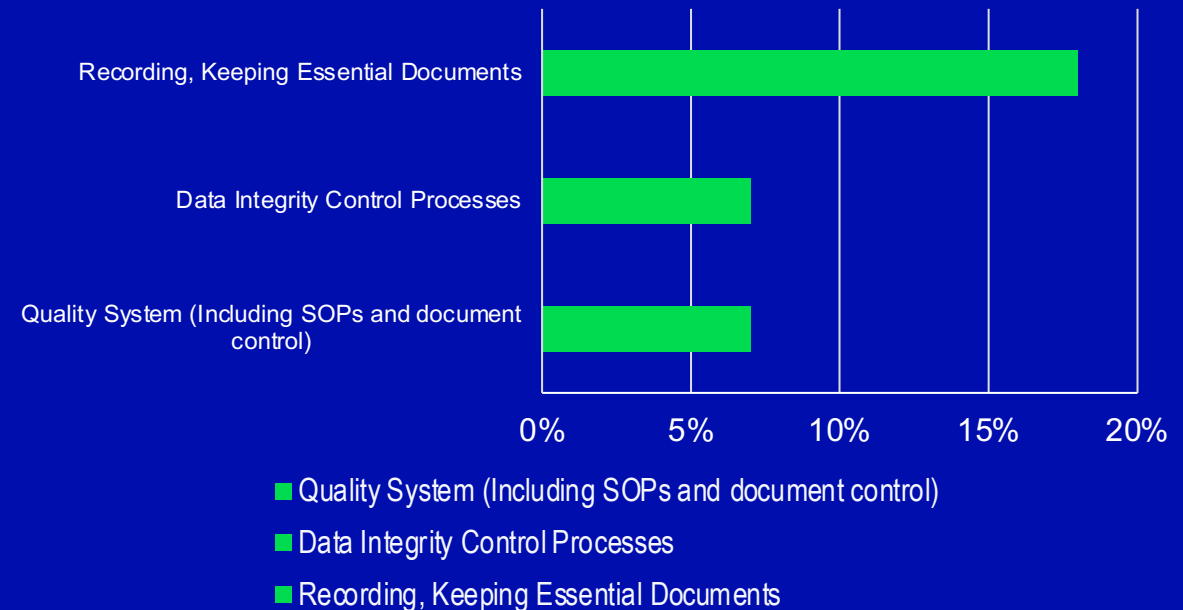 Recording, Keeping Essential Documents
Data Integrity Control Processes
Quality System (Including SOPs and document
control)
0% 5% 10% 15% 20%
Quality System (Including SOPs and document control)
Data Integrity Control Processes
Recording, Keeping Essential Documents